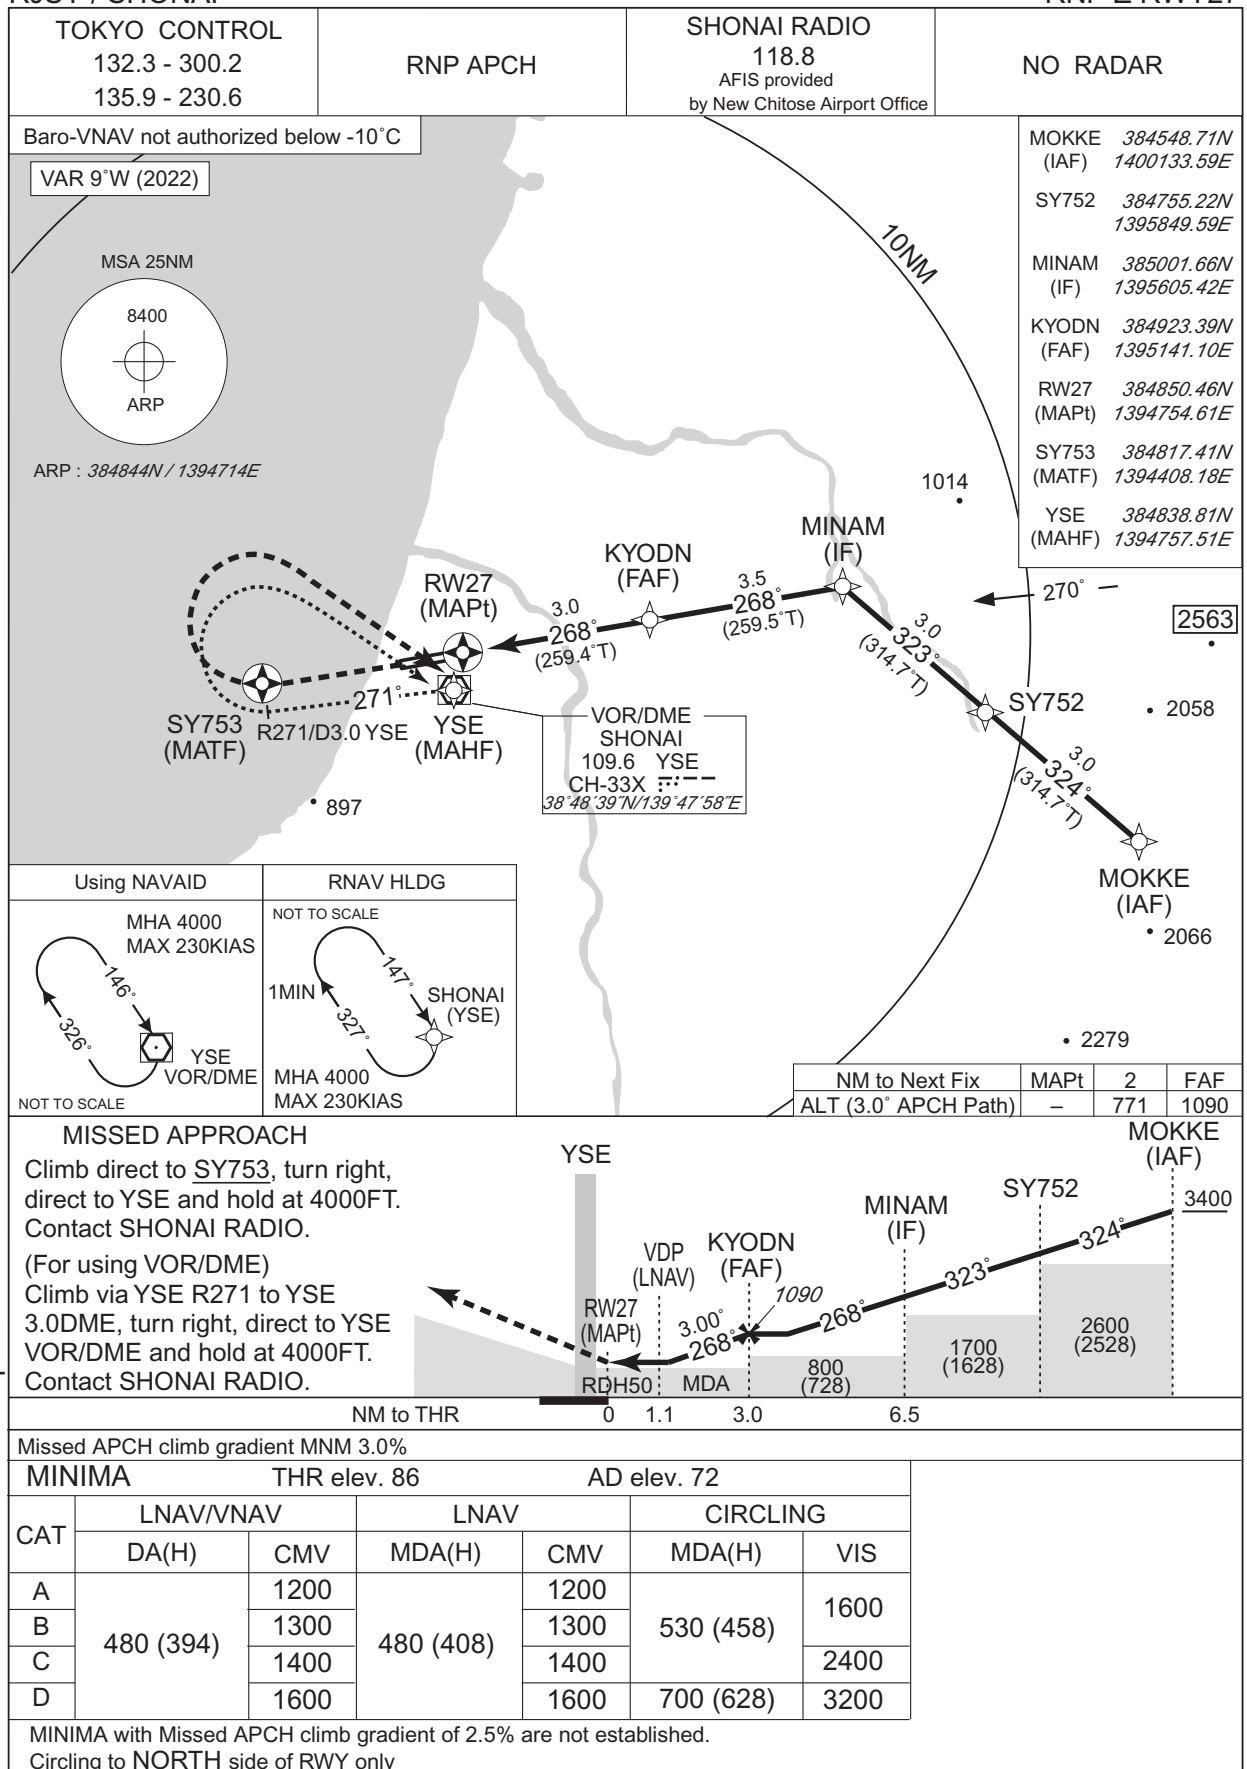 TOKYO CONTROL
132.3 - 300.2
135.9 - 230.6
RNP APCH
SHONAI RADIO
118.8
AFIS provided
by New Chitose Airport Office
NO RADAR
Baro-VNAV not authorized below -10˚C
VAR 9˚W (2022)
MSA 25NM
8400
ARP
ARP : 384844N / 1394714E
10NM
MOKKE 384548.71N
(IAF) 1400133.59E
SY752 384755.22N
1395849.59E
MINAM 385001.66N
(IF) 1395605.42E
KYODN 384923.39N
(FAF) 1395141.10E
RW27 384850.46N
(MAPt) 1394754.61E
SY753 384817.41N
(MATF) 1394408.18E
YSE 384838.81N
(MAHF) 1394757.51E
1014
MINAM
(IF)
KYODN
(FAF)
RW27
(MAPt)
3.5
268˚
(259.5˚T)
3.0
268˚
(259.4˚T)
270˚
2563
3.0
323˚
(314.7˚T)
SY752
2058
271˚
SY753
(MATF)
R271/D3.0 YSE
YSE
(MAHF)
VOR/DME
SHONAI
109.6 YSE
CH-33X
38˚48´39˝N/139˚47´58˝E
3.0
324˚
(314.7˚T)
897
MOKKE
(IAF)
2066
2279
Using NAVAID
MHA 4000
MAX 230KIAS
146˚
326˚
YSE
VOR/DME
NOT TO SCALE
RNAV HLDG
NOT TO SCALE
1MIN
147˚
327˚
SHONAI
(YSE)
MHA 4000
MAX 230KIAS
NM to Next Fix MAPt 2 FAF
ALT (3.0˚ APCH Path) – 771 1090
MISSED APPROACH
Climb direct to SY753, turn right,
direct to YSE and hold at 4000FT.
Contact SHONAI RADIO.
(For using VOR/DME)
Climb via YSE R271 to YSE
3.0DME, turn right, direct to YSE
VOR/DME and hold at 4000FT.
Contact SHONAI RADIO.
YSE
MOKKE
(IAF)
3400
SY752
MINAM
(IF)
KYODN
(FAF)
VDP
(LNAV)
RW27
(MAPt)
1090
324˚
323˚
268˚
3.00˚
268˚
2600
(2528)
1700
(1628)
800
(728)
RDH50 MDA
NM to THR 0 1.1 3.0 6.5
Missed APCH climb gradient MNM 3.0%
MINIMA THR elev. 86 AD elev. 72
CAT LNAV/VNAV LNAV CIRCLING
DA(H) CMV MDA(H) CMV MDA(H) VIS
A 1200 1200
B 1300 1300 1600
480 (394) 480 (408) 530 (458)
C 1400 1400 2400
D 1600 1600 700 (628) 3200
MINIMA with Missed APCH climb gradient of 2.5% are not established.
Circling to NORTH side of RWY only